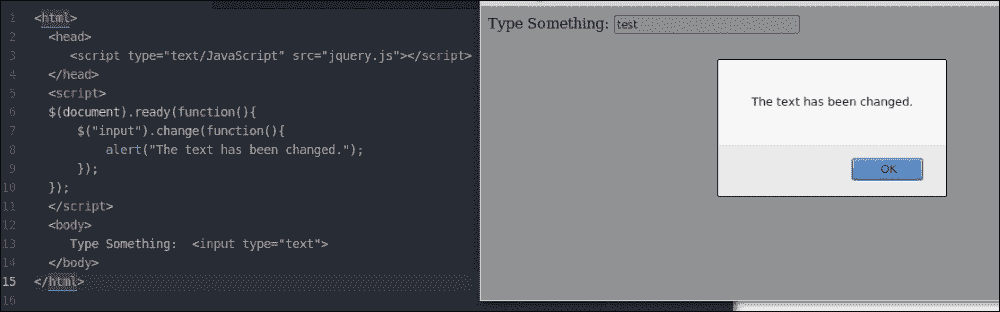 1 <html>
2   <head>
3      <script type="text/JavaScript" src="jquery.js"></script>
4   </head>
5   <script>
6   $(document).ready(function(){
7       $("input").change(function(){
8           alert("The text has been changed.");
9       });
10   });
11   </script>
12   <body>
13      Type Something:  <input type="text">
14   </body>
15 </html>
16
Type Something: test
The text has been changed.
OK